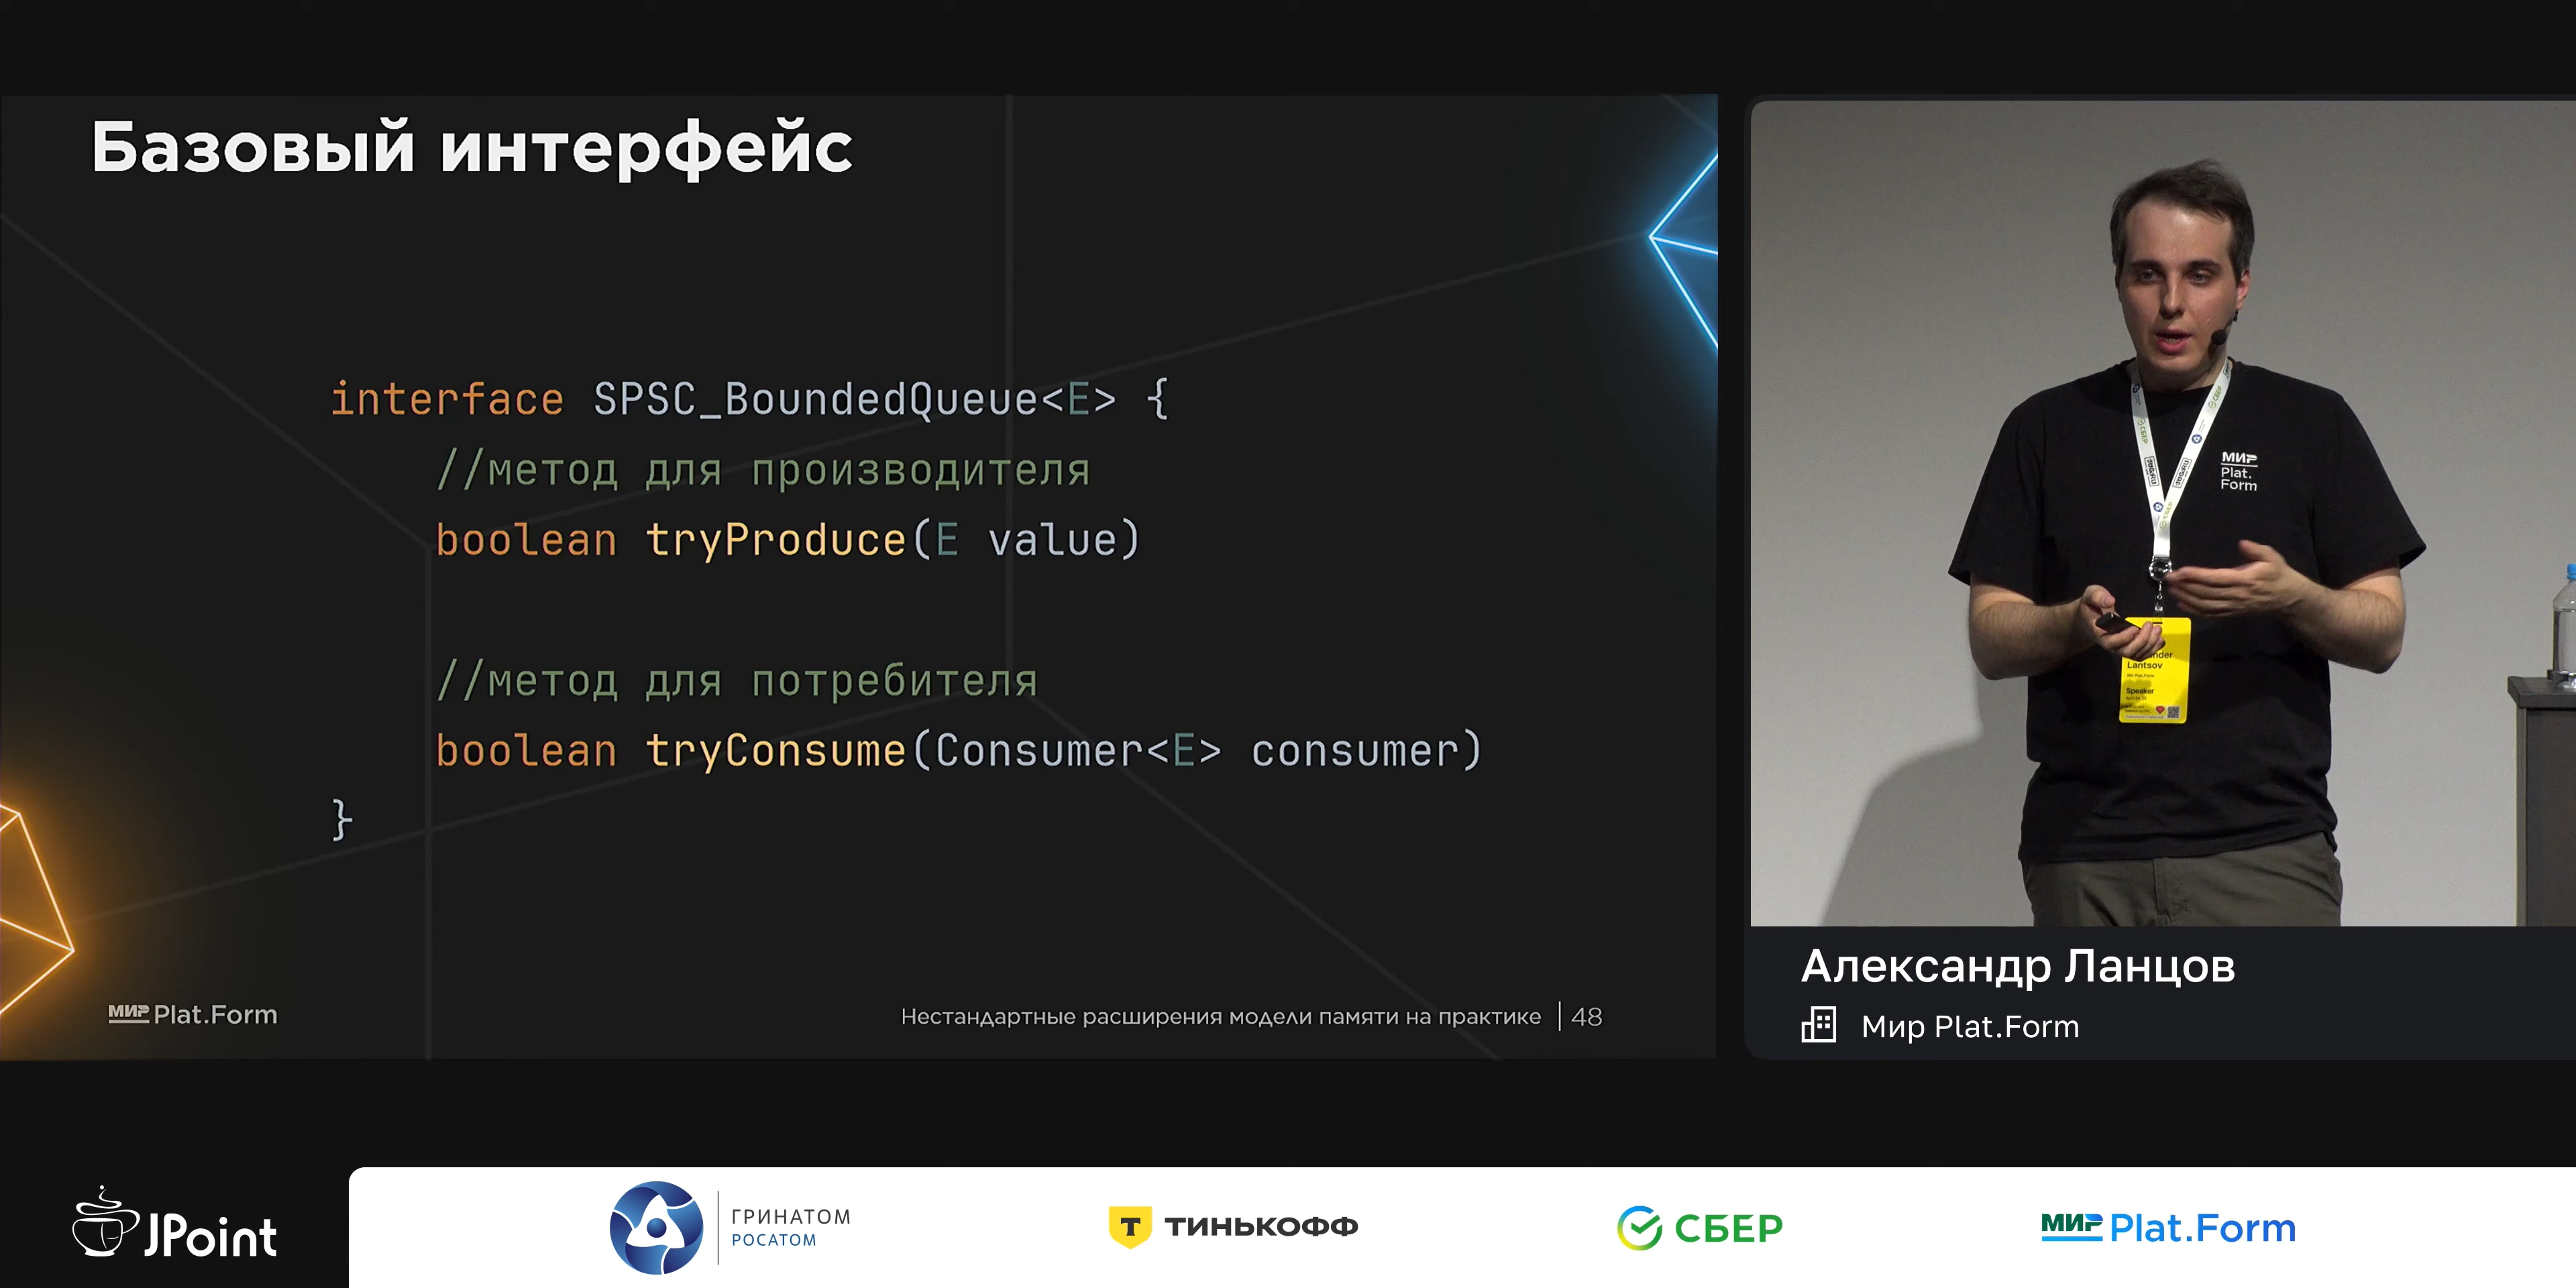 Базовый интерфейс
interface SPSC_BoundedQueue<E> {
//метод для производителя
boolean tryProduce(E value)
//метод для потребителя
boolean tryConsume(Consumer<E> consumer)
}
МИР Plat.Form
Нестандартные расширения модели памяти на практике | 48
МИР
Plat.
Form
СБЕР
СБЕР
Lantsov
Speaker
Александр Ланцов
Мир Plat.Form
JPoint
ГРИНАТОМ
РОСАТОМ
Т ТИНЬКОФФ
СБЕР
МИР Plat.Form